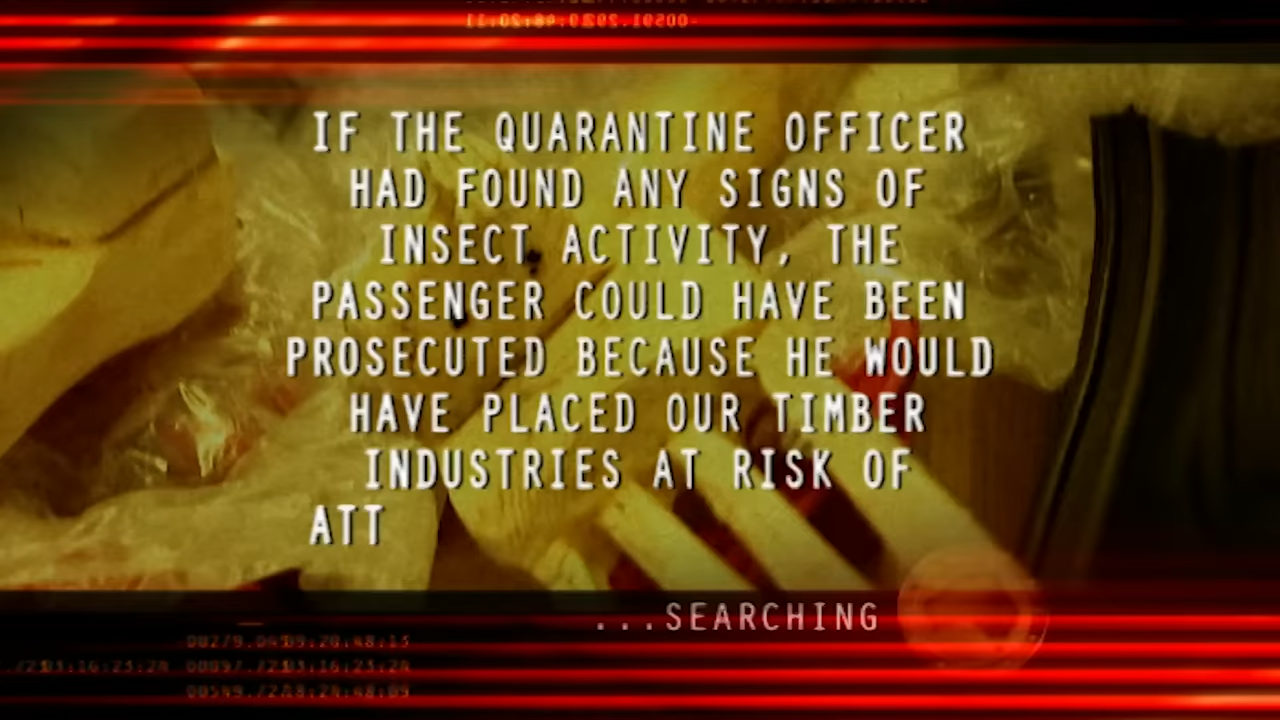 IF THE QUARANTINE OFFICER
HAD FOUND ANY SIGNS OF
INSECT ACTIVITY, THE
PASSENGER COULD HAVE BEEN
PROSECUTED BECAUSE HE WOULD
HAVE PLACED OUR TIMBER
INDUSTRIES AT RISK OF
ATT
...SEARCHING